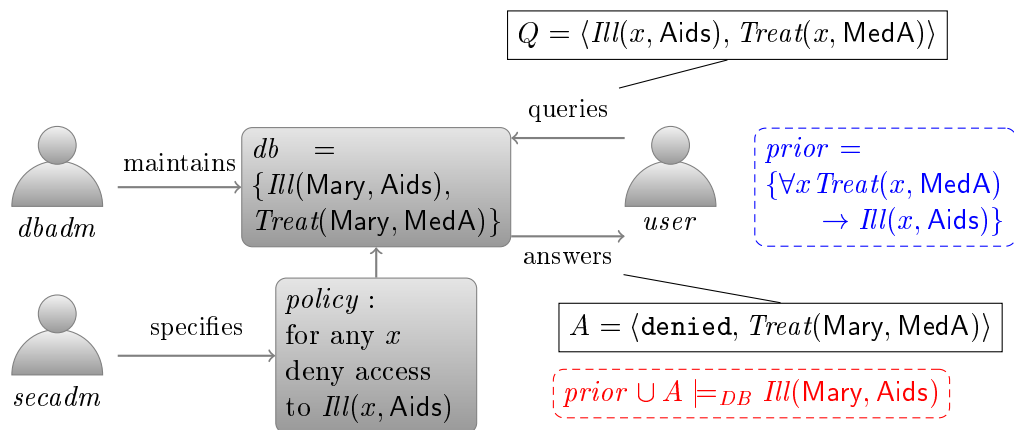 Q = ⟨Ill(x, Aids), Treat(x, MedA)⟩
queries
maintains
dbadm
db =
{Ill(Mary, Aids),
Treat(Mary, MedA)}
user
prior =
{∀x Treat(x, MedA)
→ Ill(x, Aids)}
answers
specifies
secadm
policy :
for any x
deny access
to Ill(x, Aids)
A = ⟨denied, Treat(Mary, MedA)⟩
prior ∪ A ⊨DB Ill(Mary, Aids)